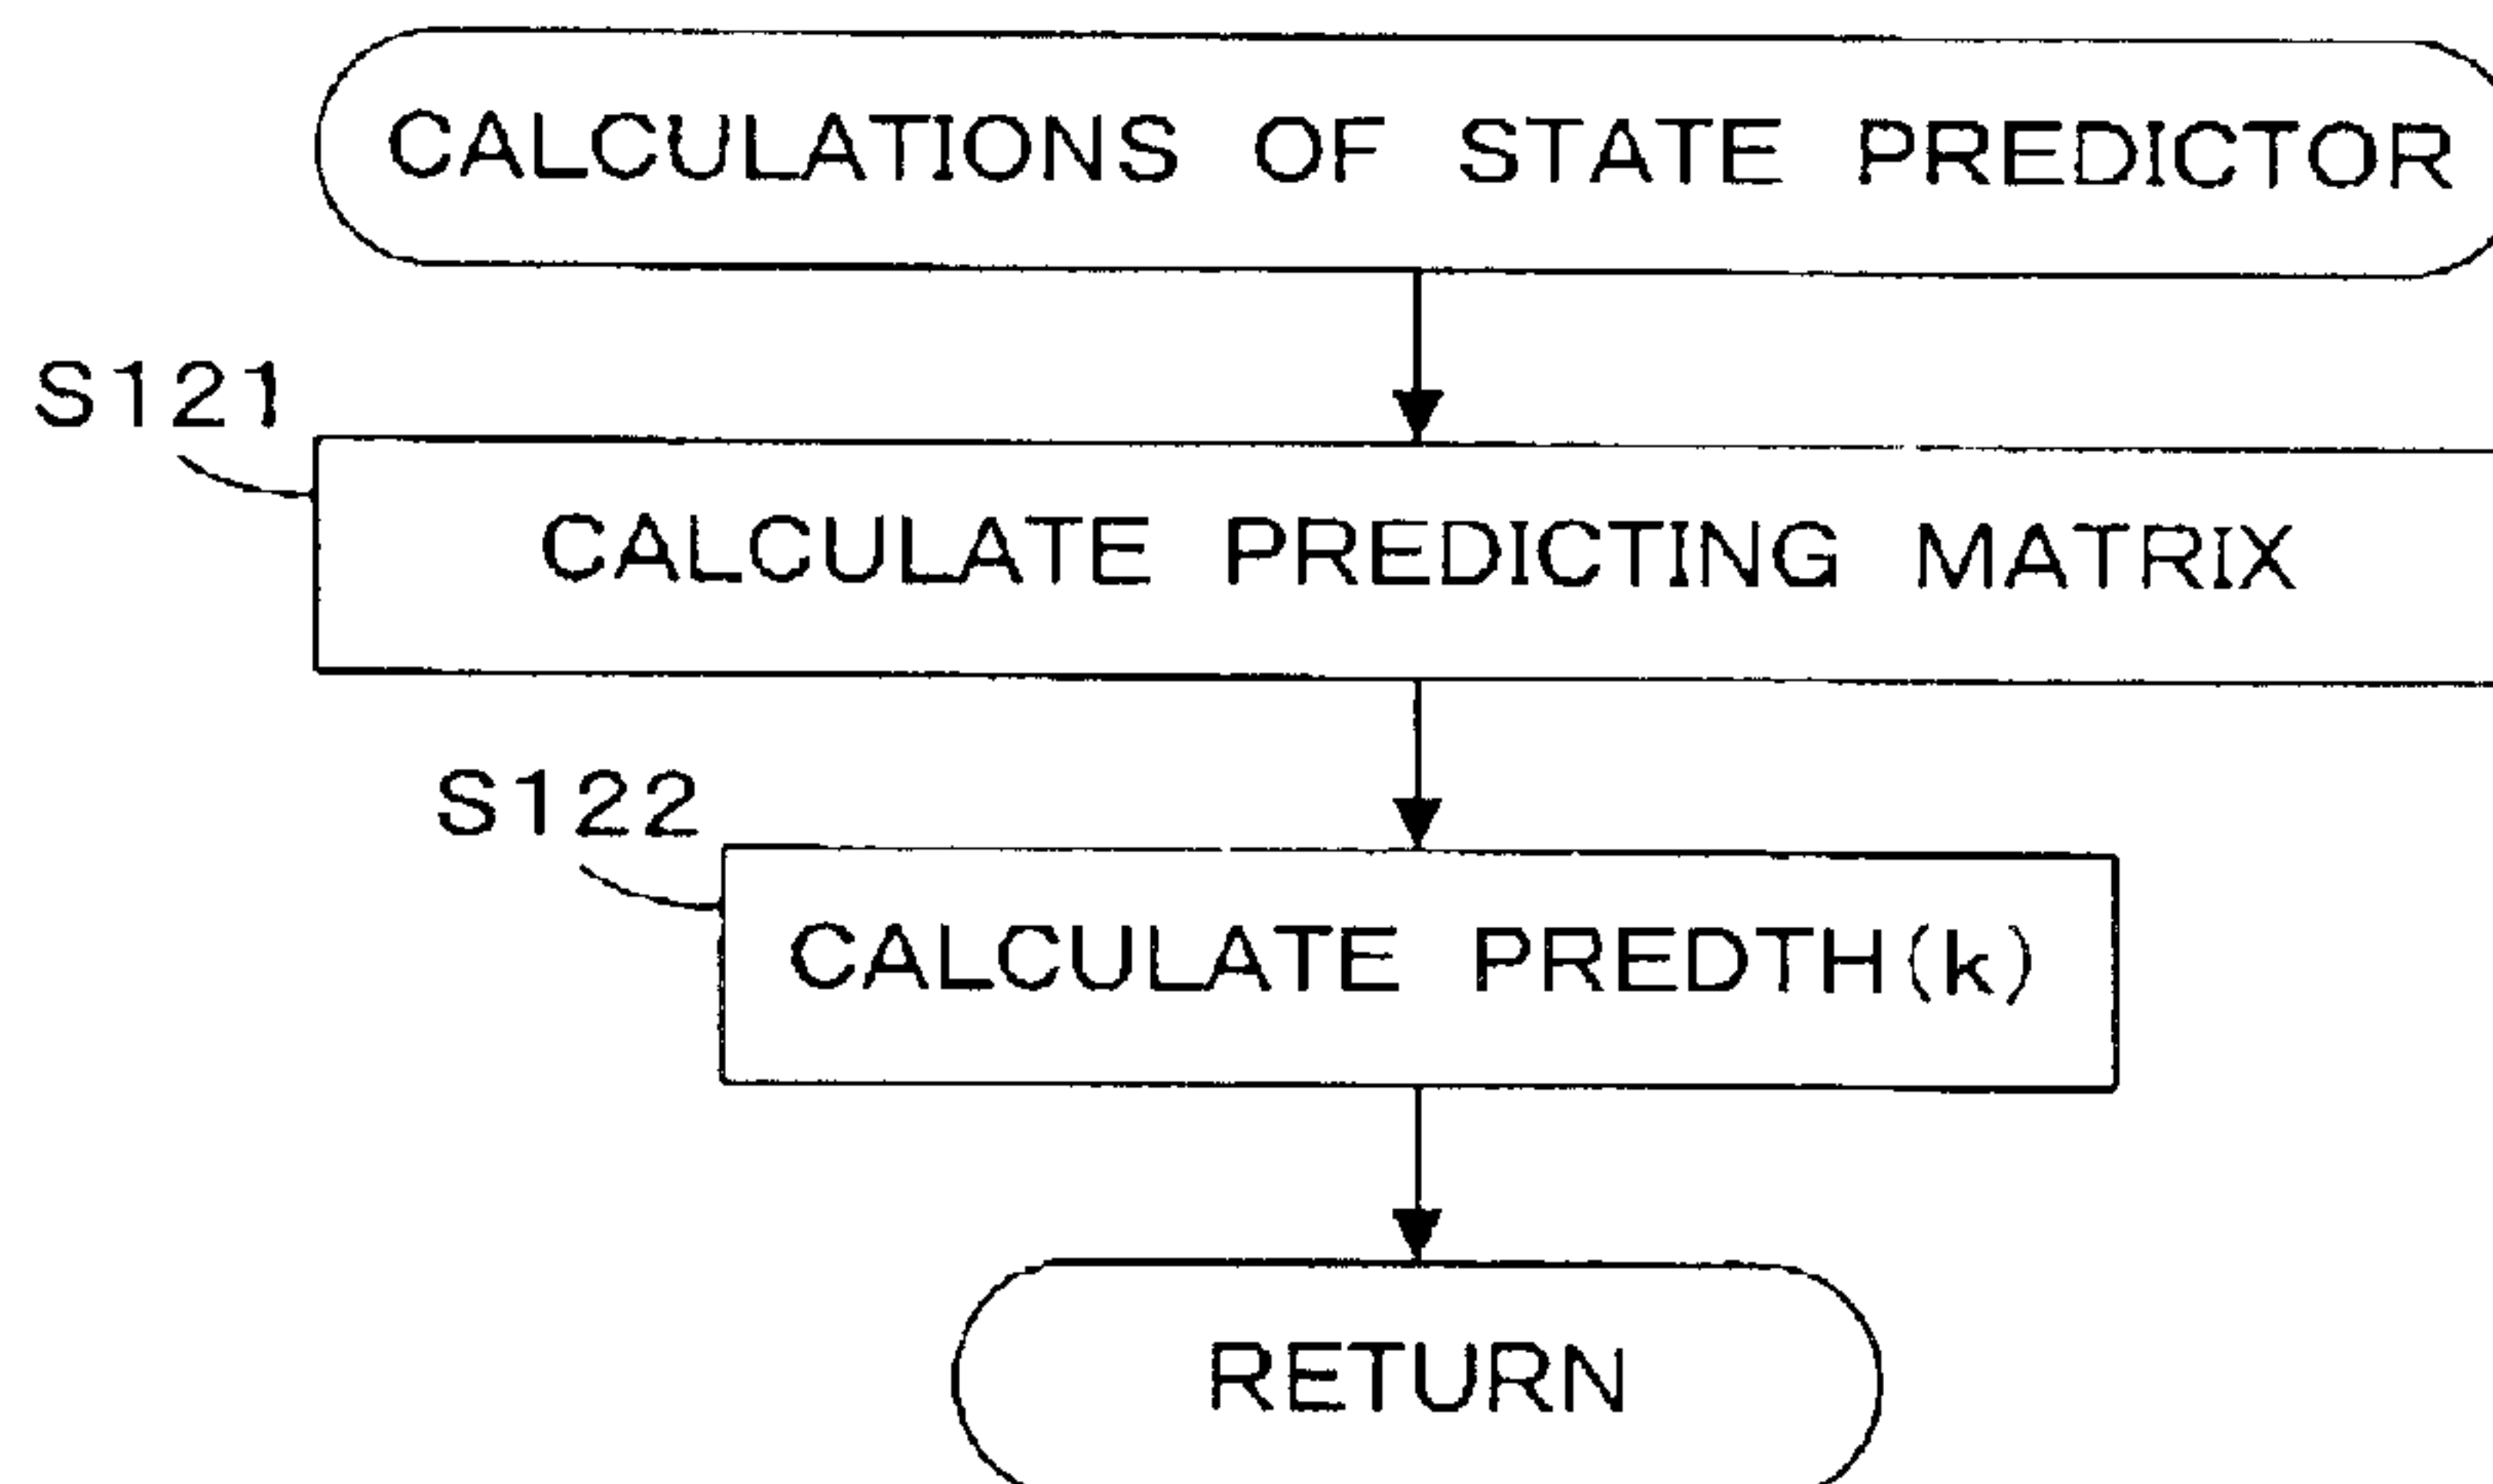 CALCULATIONS OF STATE PREDICTOR
S121
CALCULATE PREDICTING MATRIX
S122
CALCULATE PREDTH(k)
RETURN